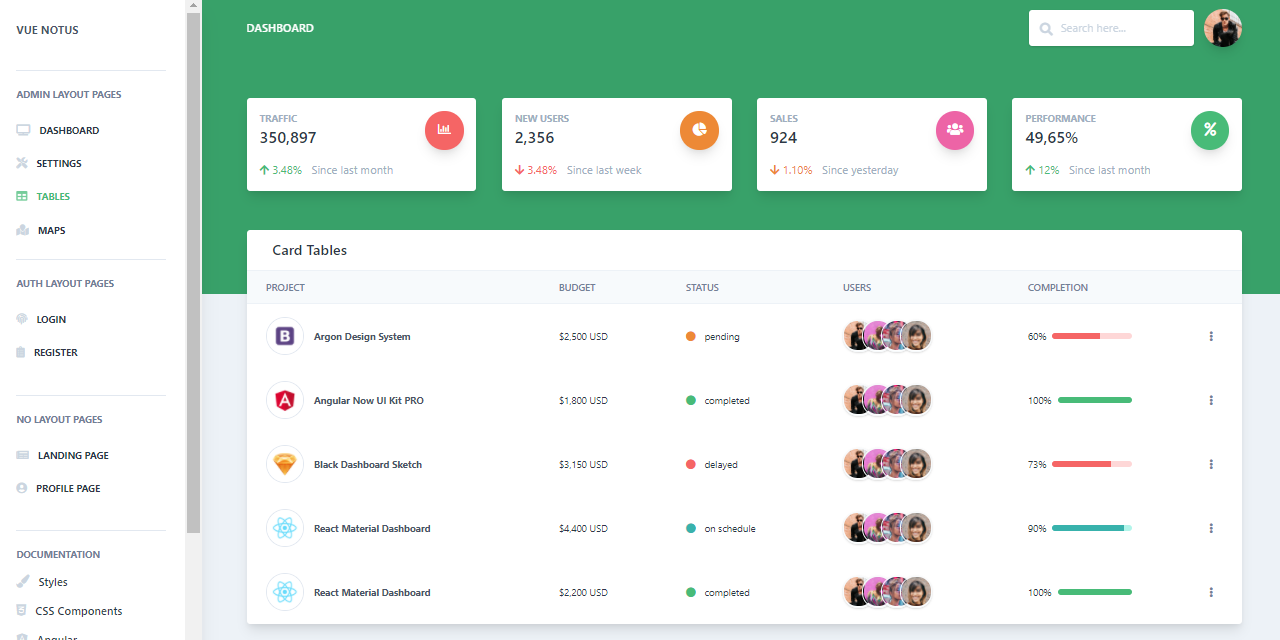 VUE NOTUS
ADMIN LAYOUT PAGES
DASHBOARD
SETTINGS
TABLES
MAPS
AUTH LAYOUT PAGES
LOGIN
REGISTER
NO LAYOUT PAGES
LANDING PAGE
PROFILE PAGE
DOCUMENTATION
Styles
CSS Components
Angular
DASHBOARD
Search here...
TRAFFIC
350,897
3.48% Since last month
NEW USERS
2,356
3.48% Since last week
SALES
924
1.10% Since yesterday
PERFORMANCE
49,65%
12% Since last month
Card Tables
PROJECT BUDGET STATUS USERS COMPLETION
B Argon Design System $2,500 USD pending 60%
A Angular Now UI Kit PRO $1,800 USD completed 100%
Black Dashboard Sketch $3,150 USD delayed 73%
React Material Dashboard $4,400 USD on schedule 90%
React Material Dashboard $2,200 USD completed 100%